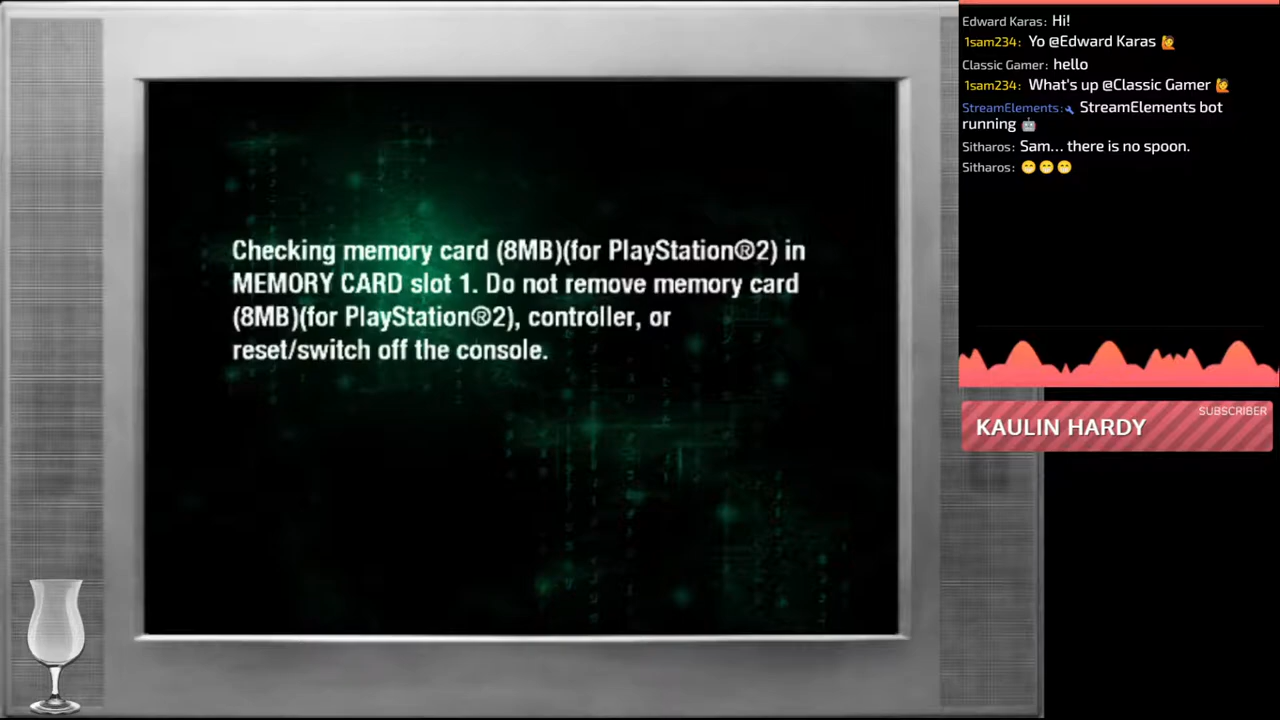 Checking memory card (8MB)(for PlayStation®2) in
MEMORY CARD slot 1. Do not remove memory card
(8MB)(for PlayStation®2), controller, or
reset/switch off the console.
Edward Karas: Hi!
1sam234: Yo @Edward Karas 🙋
Classic Gamer: hello
1sam234: What's up @Classic Gamer 🙋
StreamElements: StreamElements bot
running 🤖
Sitharos: Sam... there is no spoon.
Sitharos: 😁😁😁
SUBSCRIBER
KAULIN HARDY